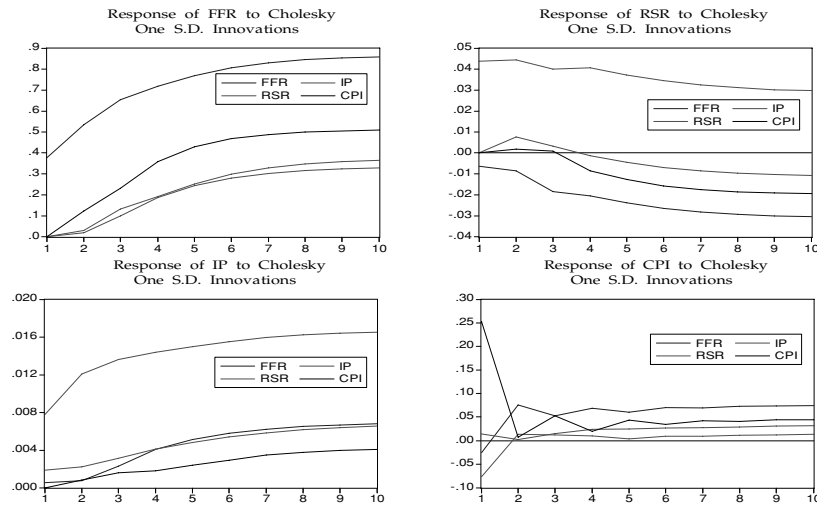 Response of FFR to Cholesky
One S.D. Innovations
.9
.8
.7
.6
.5
.4
.3
.2
.1
.0
FFR IP
RSR CPI
1 2 3 4 5 6 7 8 9 10
Response of RSR to Cholesky
One S.D. Innovations
.05
.04
.03
.02
.01
.00
-.01
-.02
-.03
-.04
FFR IP
RSR CPI
1 2 3 4 5 6 7 8 9 10
Response of IP to Cholesky
One S.D. Innovations
.020
.016
.012
.008
.004
.000
FFR IP
RSR CPI
1 2 3 4 5 6 7 8 9 10
Response of CPI to Cholesky
One S.D. Innovations
.30
.25
.20
.15
.10
.05
.00
-.05
-.10
FFR IP
RSR CPI
1 2 3 4 5 6 7 8 9 10